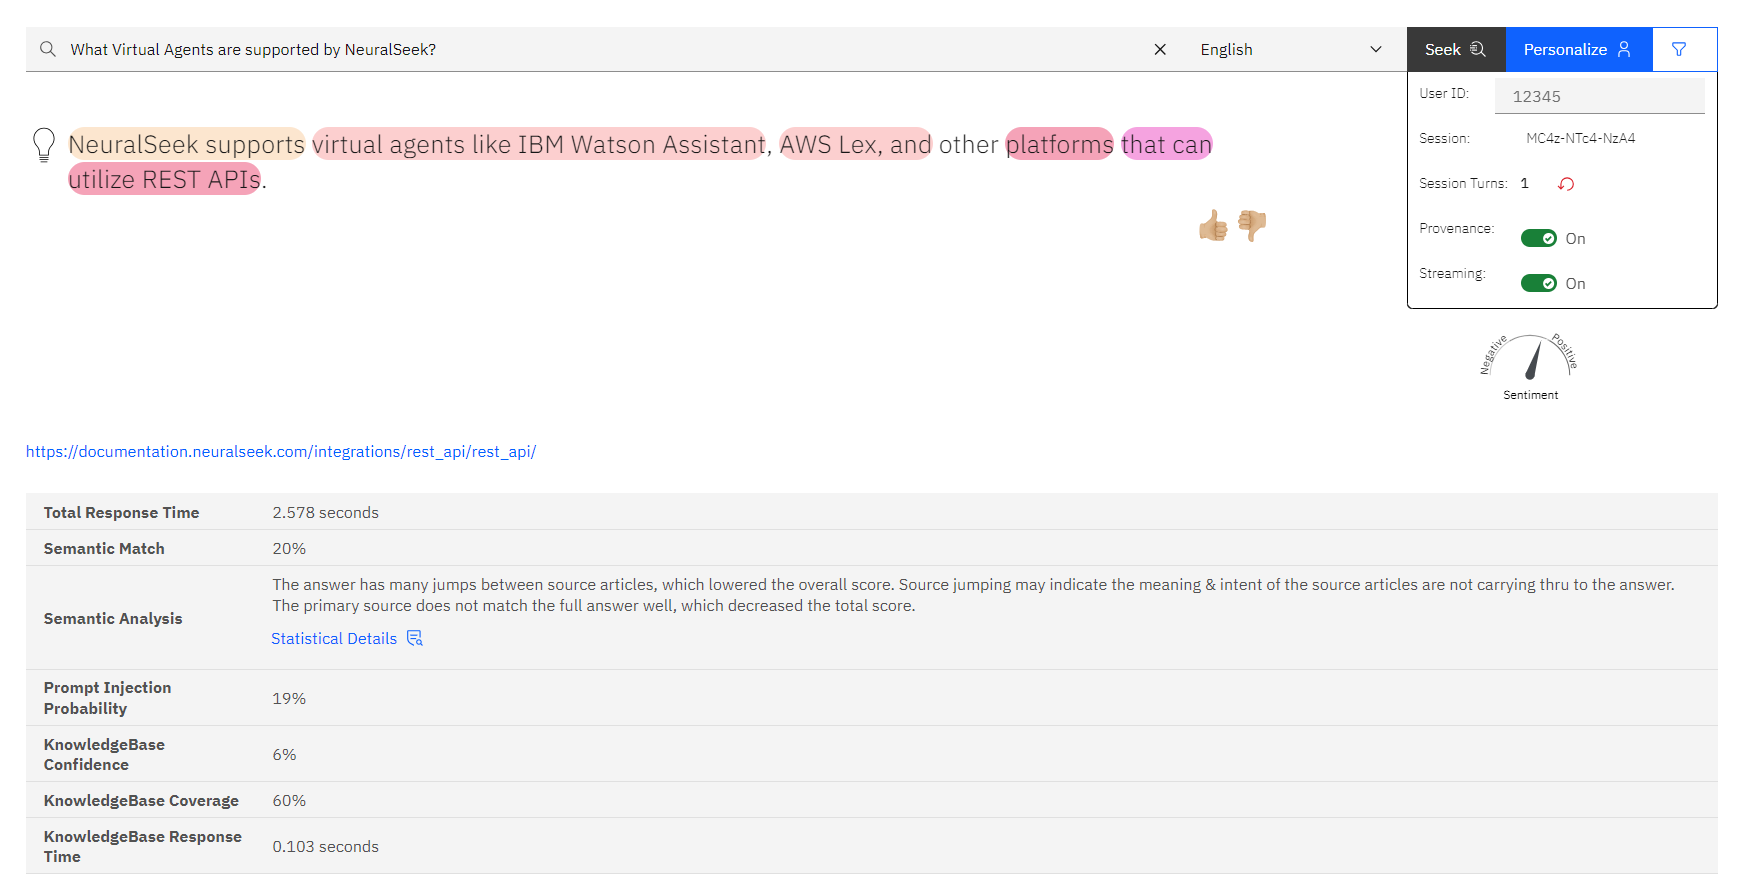 What Virtual Agents are supported by NeuralSeek?
English
Seek
Personalize
User ID: 12345
Session: MC4z-NTc4-NzA4
Session Turns: 1
Provenance: On
Streaming: On
NeuralSeek supports virtual agents like IBM Watson Assistant, AWS Lex, and other platforms that can
utilize REST APIs.
Negative
Positive
Sentiment
https://documentation.neuralseek.com/integrations/rest_api/rest_api/
Total Response Time 2.578 seconds
Semantic Match 20%
Semantic Analysis
The answer has many jumps between source articles, which lowered the overall score. Source jumping may indicate the meaning & intent of the source articles are not carrying thru to the answer.
The primary source does not match the full answer well, which decreased the total score.
Statistical Details
Prompt Injection
Probability
19%
KnowledgeBase
Confidence
6%
KnowledgeBase Coverage 60%
KnowledgeBase Response
Time
0.103 seconds